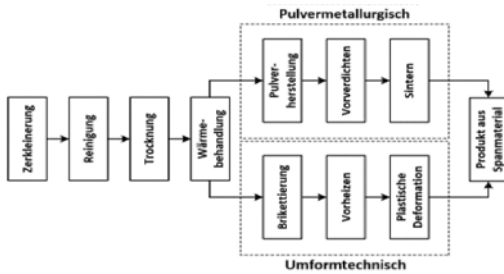 Pulvermetallurgisch
Zerkleinerung
Reinigung
Trocknung
Wärme-
behandlung
Pulver-
herstellung
Vorverdichten
Sintern
Brikettierung
Vorheizen
Plastische
Deformation
Produkt aus
Spanmaterial
Umformtechnisch